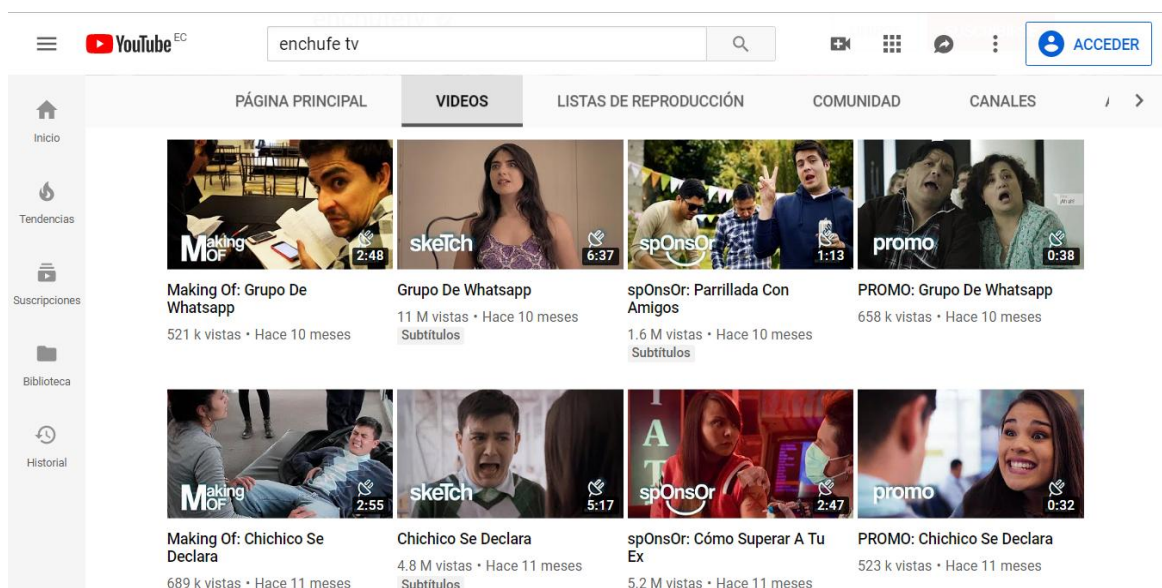 YouTube EC
enchufe tv
ACCEDER
PÁGINA PRINCIPAL VIDEOS LISTAS DE REPRODUCCIÓN COMUNIDAD CANALES
Inicio
Tendencias
Suscripciones
Biblioteca
Historial
Making OF 2:48
skeTch 6:37
spOnsOr 1:13
promo 0:38
Making Of: Grupo De
Whatsapp
521 k vistas • Hace 10 meses
Grupo De Whatsapp
11 M vistas • Hace 10 meses
Subtítulos
spOnsOr: Parrillada Con
Amigos
1.6 M vistas • Hace 10 meses
Subtítulos
PROMO: Grupo De Whatsapp
658 k vistas • Hace 10 meses
Making OF 2:55
skeTch 5:17
spOnsOr 2:47
promo 0:32
Making Of: Chichico Se
Declara
689 k vistas • Hace 11 meses
Chichico Se Declara
4.8 M vistas • Hace 11 meses
Subtítulos
spOnsOr: Cómo Superar A Tu
Ex
5.2 M vistas • Hace 11 meses
PROMO: Chichico Se Declara
523 k vistas • Hace 11 meses